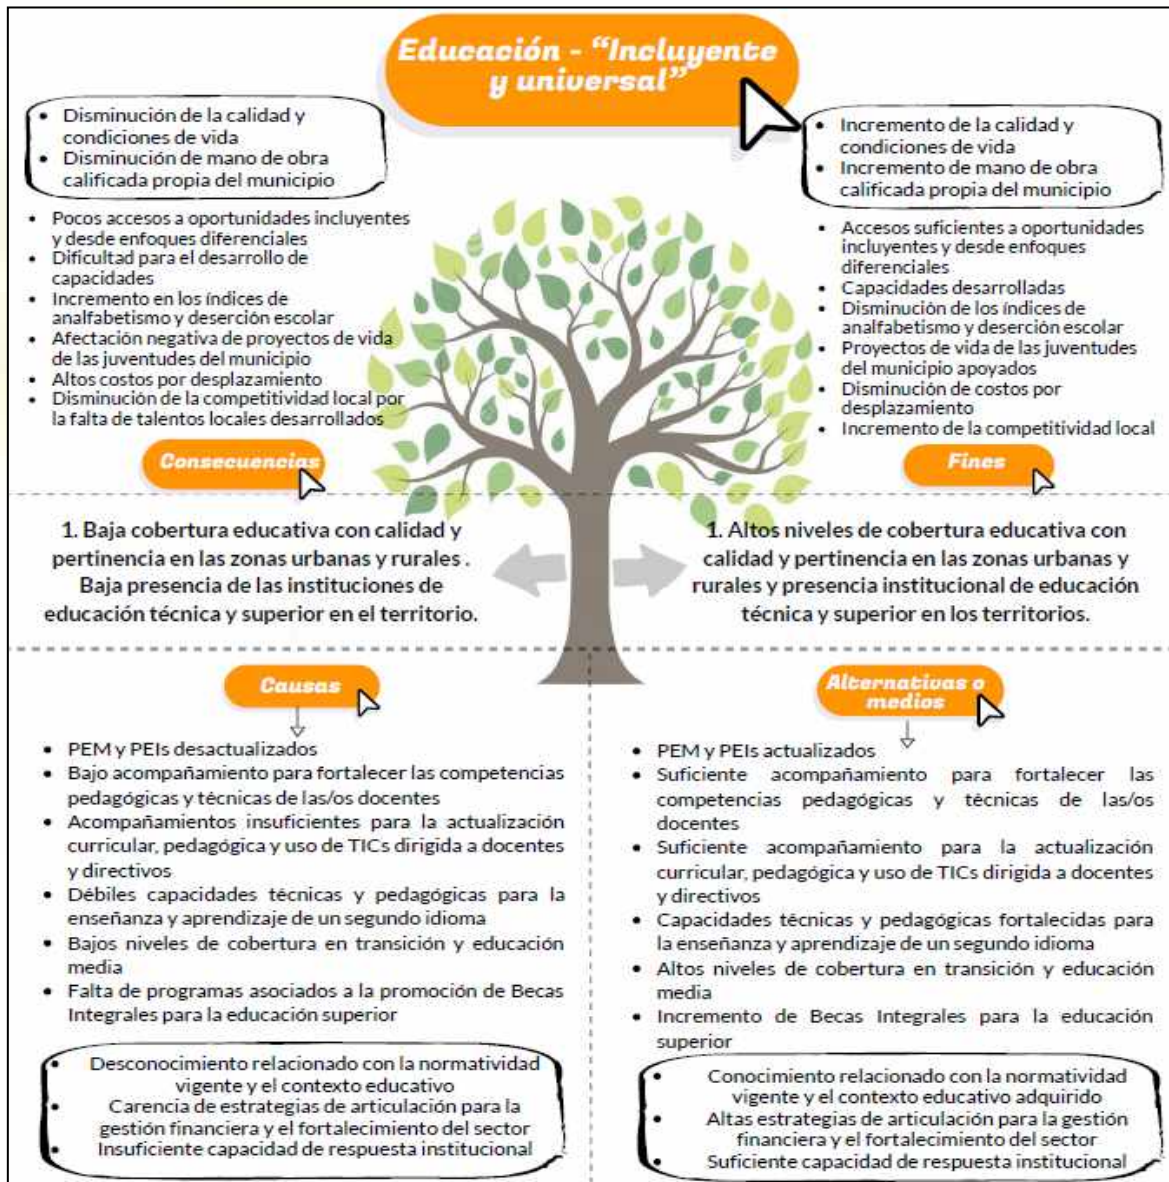 Educación - “Incluyente
y universal”
• Disminución de la calidad y
condiciones de vida
• Disminución de mano de obra
calificada propia del municipio
• Pocos accesos a oportunidades incluyentes
y desde enfoques diferenciales
• Dificultad para el desarrollo de
capacidades
• Incremento en los índices de
analfabetismo y deserción escolar
• Afectación negativa de proyectos de vida
de las juventudes del municipio
• Altos costos por desplazamiento
• Disminución de la competitividad local por
la falta de talentos locales desarrollados
Consecuencias
• Incremento de la calidad y
condiciones de vida
• Incremento de mano de obra
calificada propia del municipio
• Accesos suficientes a oportunidades
incluyentes y desde enfoques
diferenciales
• Capacidades desarrolladas
• Disminución de los índices de
analfabetismo y deserción escolar
• Proyectos de vida de las juventudes
del municipio apoyados
• Disminución de costos por
desplazamiento
• Incremento de la competitividad local
Fines
1. Baja cobertura educativa con calidad y
pertinencia en las zonas urbanas y rurales .
Baja presencia de las instituciones de
educación técnica y superior en el territorio.
1. Altos niveles de cobertura educativa con
calidad y pertinencia en las zonas urbanas y
rurales y presencia institucional de educación
técnica y superior en los territorios.
Causas
• PEM y PEIs desactualizados
• Bajo acompañamiento para fortalecer las competencias
pedagógicas y técnicas de las/os docentes
• Acompañamientos insuficientes para la actualización
curricular, pedagógica y uso de TICs dirigida a docentes
y directivos
• Débiles capacidades técnicas y pedagógicas para la
enseñanza y aprendizaje de un segundo idioma
• Bajos niveles de cobertura en transición y educación
media
• Falta de programas asociados a la promoción de Becas
Integrales para la educación superior
• Desconocimiento relacionado con la normatividad
vigente y el contexto educativo
• Carencia de estrategias de articulación para la
gestión financiera y el fortalecimiento del sector
• Insuficiente capacidad de respuesta institucional
Alternativas o
medios
• PEM y PEIs actualizados
• Suficiente acompañamiento para fortalecer las
competencias pedagógicas y técnicas de las/os
docentes
• Suficiente acompañamiento para la actualización
curricular, pedagógica y uso de TICs dirigida a docentes
y directivos
• Capacidades técnicas y pedagógicas fortalecidas para
la enseñanza y aprendizaje de un segundo idioma
• Altos niveles de cobertura en transición y educación
media
• Incremento de Becas Integrales para la educación
superior
• Conocimiento relacionado con la normatividad
vigente y el contexto educativo adquirido
• Altas estrategias de articulación para la gestión
financiera y el fortalecimiento del sector
• Suficiente capacidad de respuesta institucional